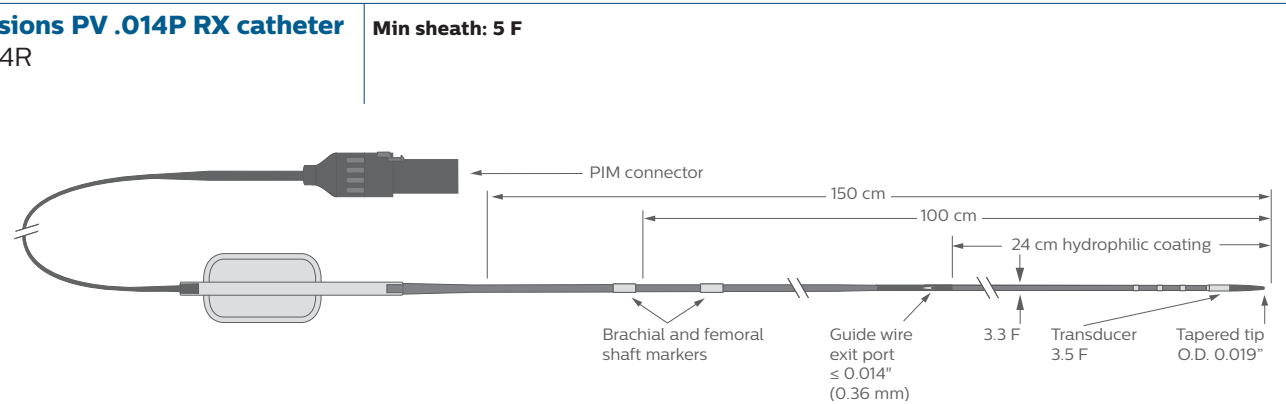 sions PV .014P RX catheter
4R
Min sheath: 5 F
PIM connector
150 cm
100 cm
24 cm hydrophilic coating
Brachial and femoral
shaft markers
Guide wire
exit port
≤ 0.014"
(0.36 mm)
3.3 F
Transducer
3.5 F
Tapered tip
O.D. 0.019”